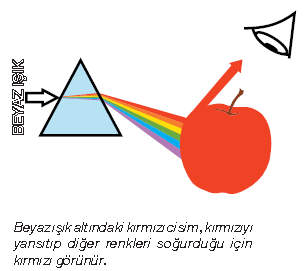 BEYAZ IŞIK
Beyaz ışık altındaki kırmızı cisim, kırmızıyı
yansıtıp diğer renkleri soğurduğu için
kırmızı görünür.